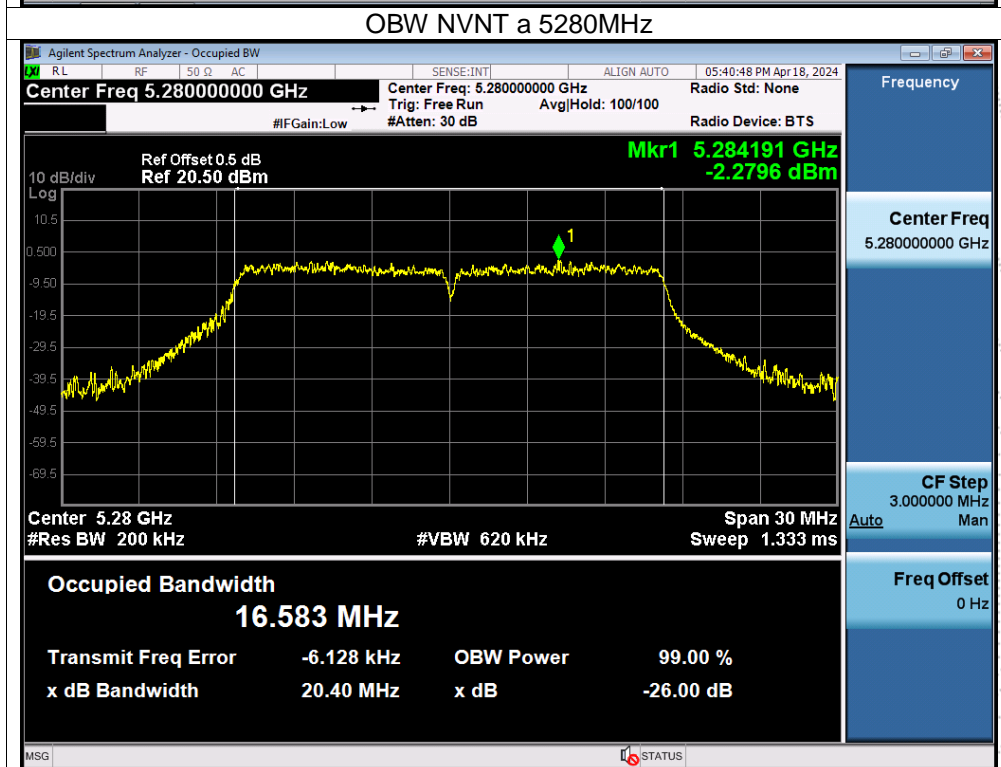 OBW NVNT a 5280MHz
Agilent Spectrum Analyzer - Occupied BW
LXI RL RF 50 Ω AC SENSE:INT ALIGN AUTO 05:40:48 PM Apr 18, 2024
Center Freq 5.280000000 GHz
Center Freq: 5.280000000 GHz Radio Std: None
Trig: Free Run Avg|Hold: 100/100
#IFGain:Low #Atten: 30 dB Radio Device: BTS
Mkr1 5.284191 GHz
-2.2796 dBm
Ref Offset 0.5 dB
10 dB/div Ref 20.50 dBm
Log
10.5
0.500
-9.50
-19.5
-29.5
-39.5
-49.5
-59.5
-69.5
1
Center 5.28 GHz Span 30 MHz
#Res BW 200 kHz #VBW 620 kHz Sweep 1.333 ms
Occupied Bandwidth
16.583 MHz
Transmit Freq Error -6.128 kHz OBW Power 99.00 %
x dB Bandwidth 20.40 MHz x dB -26.00 dB
MSG STATUS
Frequency
Center Freq
5.280000000 GHz
CF Step
3.000000 MHz
Auto Man
Freq Offset
0 Hz